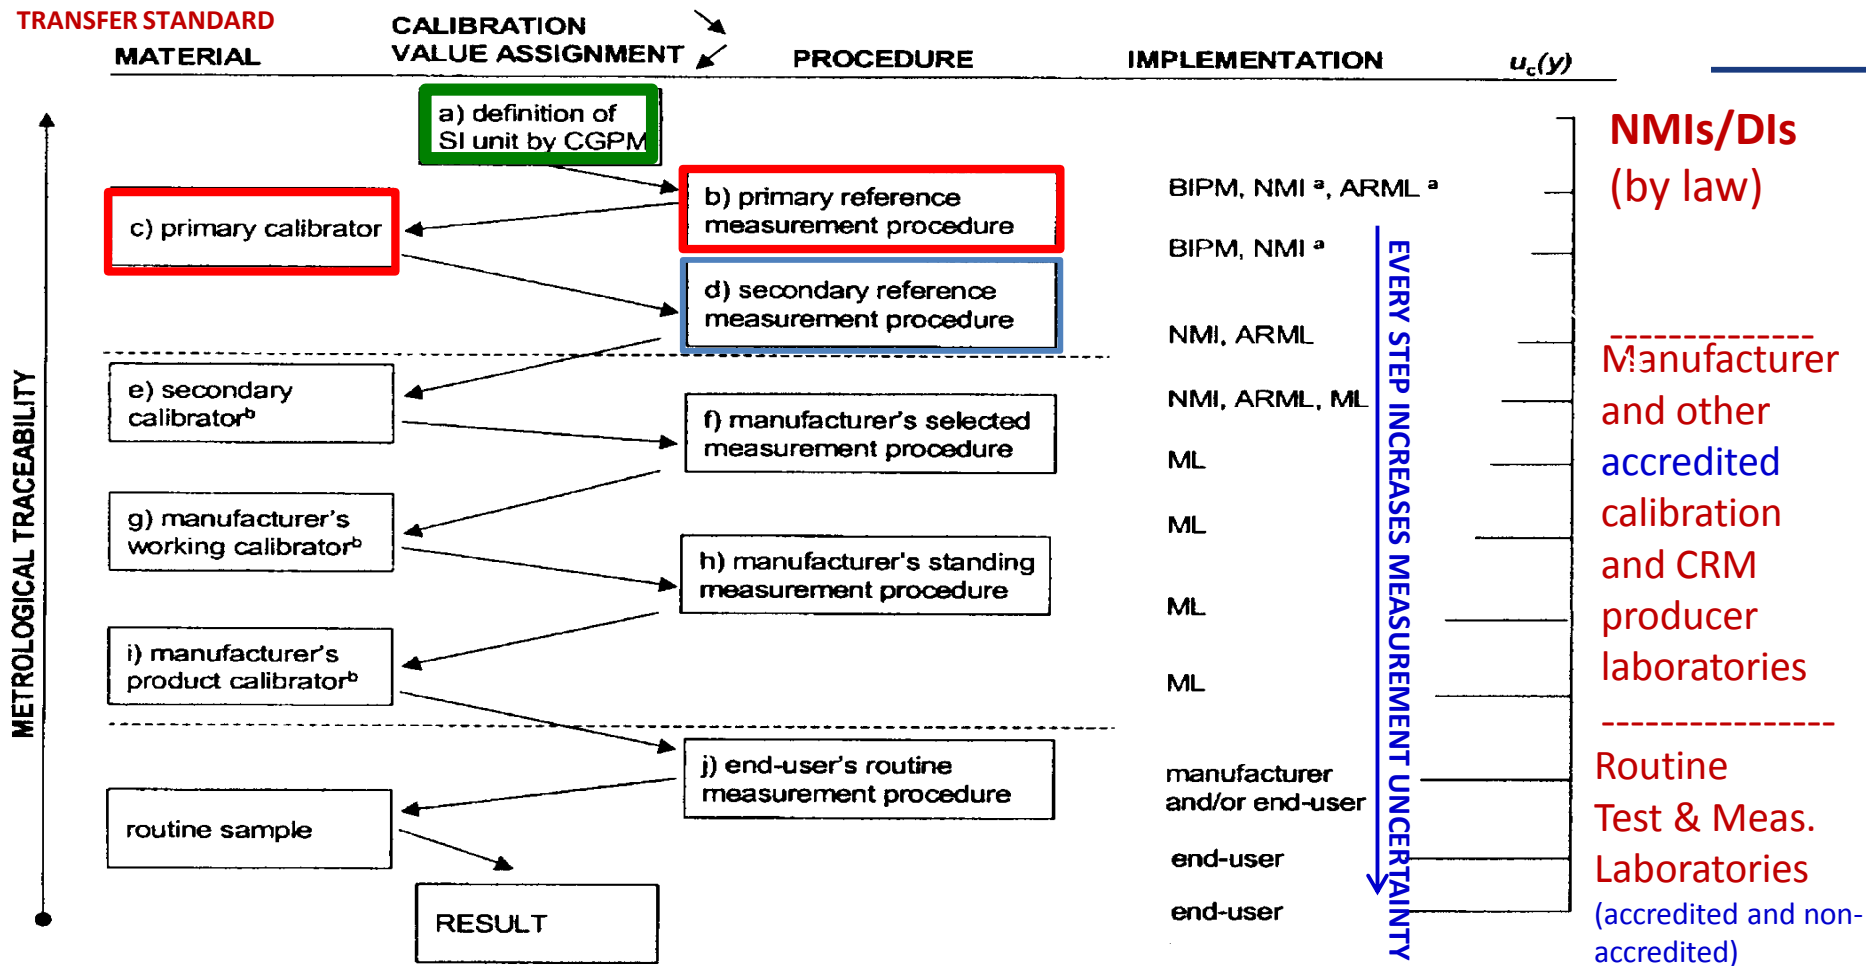 TRANSFER STANDARD
MATERIAL
CALIBRATION
VALUE ASSIGNMENT
PROCEDURE
IMPLEMENTATION
uc(y)
METROLOGICAL TRACEABILITY
a) definition of
SI unit by CGPM
b) primary reference
measurement procedure
BIPM, NMI ª, ARML ª
c) primary calibrator
BIPM, NMI ª
d) secondary reference
measurement procedure
NMI, ARML
e) secondary
calibratorᵇ
NMI, ARML, ML
f) manufacturer's selected
measurement procedure
ML
g) manufacturer's
working calibratorᵇ
ML
h) manufacturer's standing
measurement procedure
ML
i) manufacturer's
product calibratorᵇ
ML
j) end-user's routine
measurement procedure
manufacturer
and/or end-user
routine sample
end-user
RESULT
end-user
EVERY STEP INCREASES MEASUREMENT UNCERTAINTY
NMIs/DIs
(by law)
---------------
Manufacturer
and other
accredited
calibration
and CRM
producer
laboratories
----------------
Routine
Test & Meas.
Laboratories
(accredited and non-
accredited)